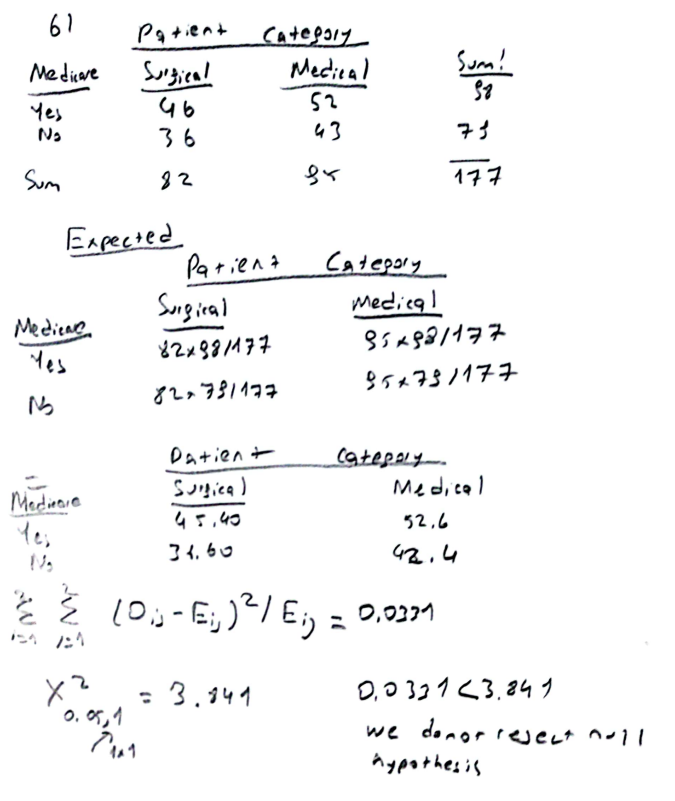 61 Patient Category
Medicare Surgical Medical Sum!
Yes 46 52 98
No 36 43 79
Sum 82 95 177
Expected
Patient Category
Medicare Surgical Medical
Yes 82×98/177 95×98/177
No 82×79/177 95×79/177
= Patient Category
Medicare Surgical Medical
Yes 45.40 52.6
No 36.60 42.4
2 2
Σ Σ (Oij - Eij)²/Eij = 0.0331
i=1 j=1
X² 0.05,1 = 3.841 0.0331 < 3.841
1×1 we donot reject null
hypothesis